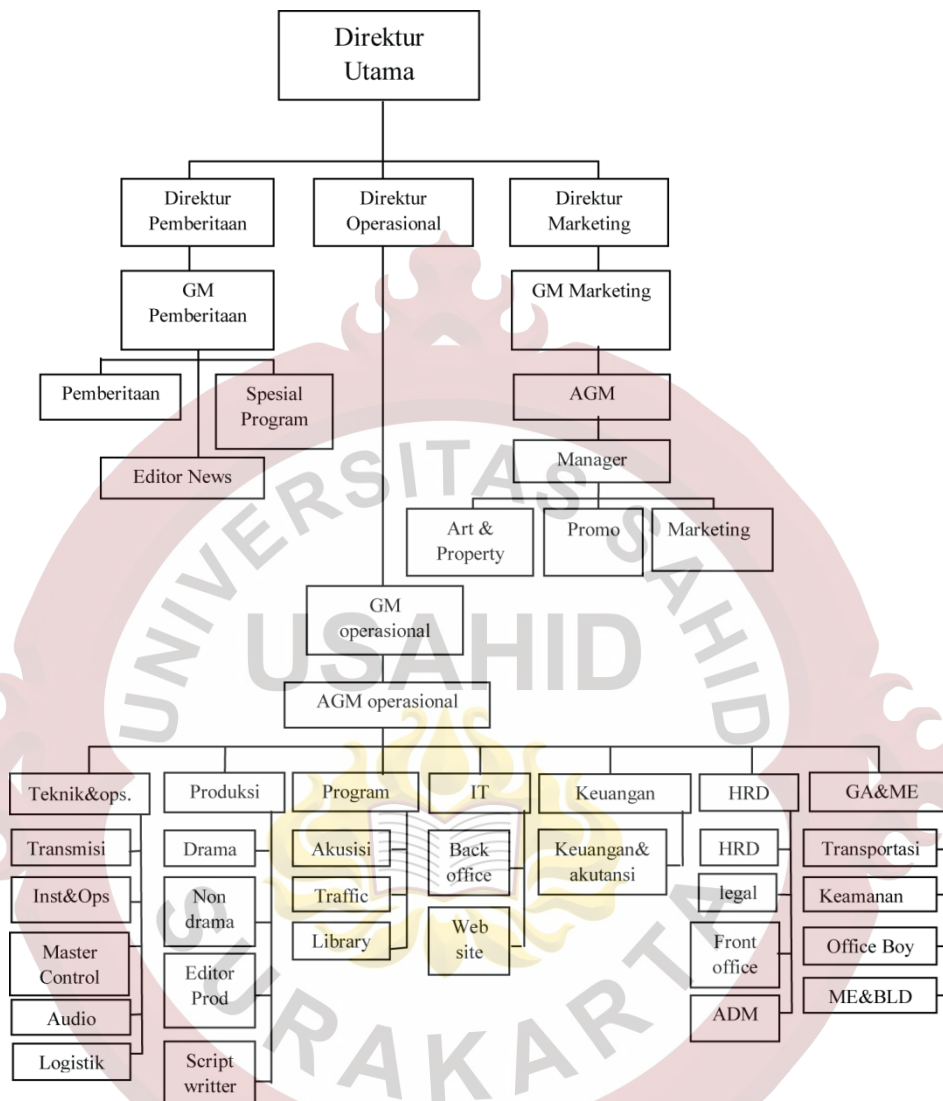 Direktur
Utama
Direktur
Pemberitaan
Direktur
Operasional
Direktur
Marketing
GM
Pemberitaan
GM Marketing
Pemberitaan
Spesial
Program
AGM
Editor News
Manager
Art &
Property
Promo
Marketing
GM
operasional
AGM operasional
Teknik&ops.
Produksi
Program
IT
Keuangan
HRD
GA&ME
Transmisi
Inst&Ops
Master
Control
Audio
Logistik
Drama
Non
drama
Editor
Prod
Script
writter
Akusisi
Traffic
Library
Back
office
Web
site
Keuangan&
akutansi
HRD
legal
Front
office
ADM
Transportasi
Keamanan
Office Boy
ME&BLD
UNIVERSITAS SAHID
USAHID
SURAKARTA